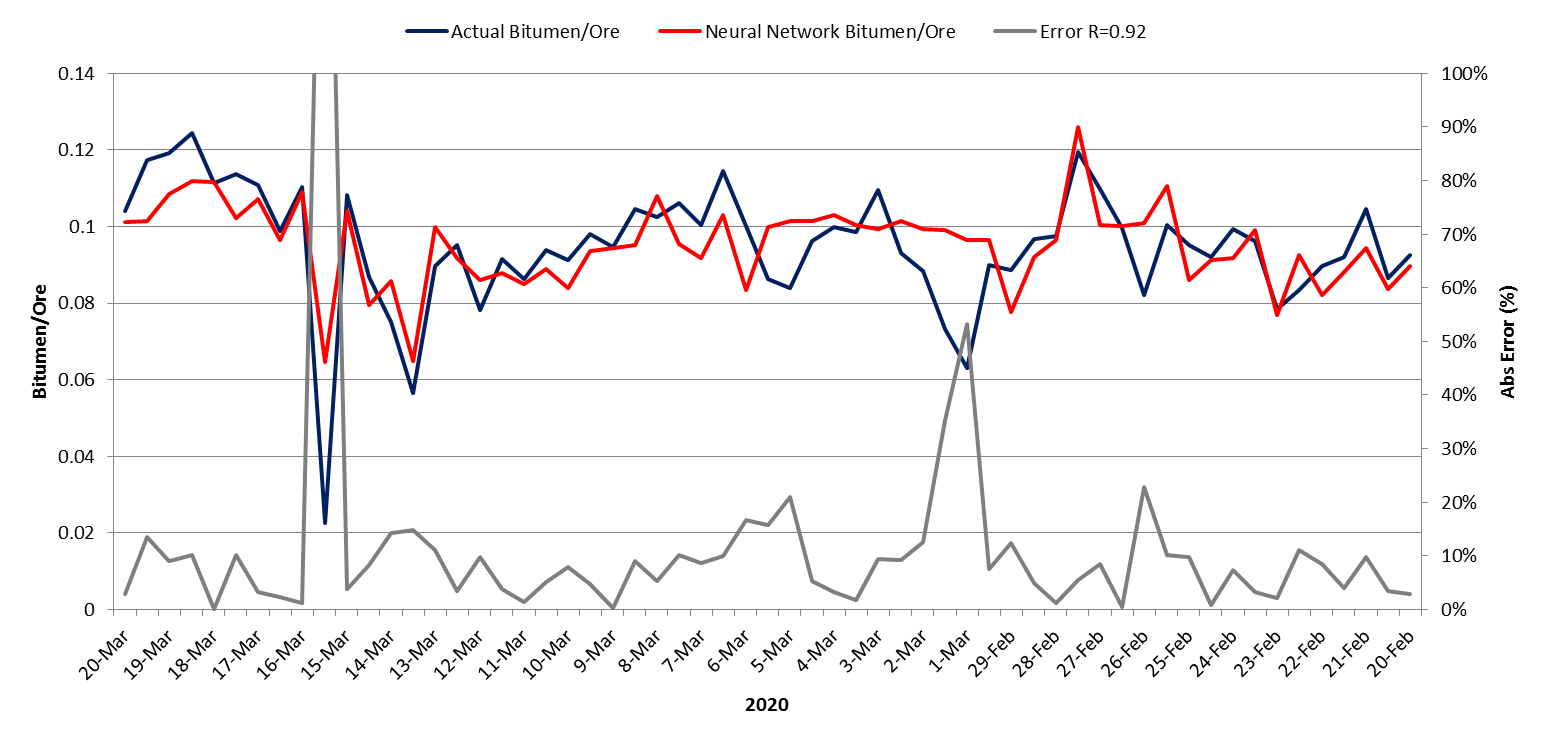 Actual Bitumen/Ore Neural Network Bitumen/Ore Error R=0.92
0.14
0.12
0.1
0.08
0.06
0.04
0.02
0
Bitumen/Ore
100%
90%
80%
70%
60%
50%
40%
30%
20%
10%
0%
Abs Error (%)
20-Mar
19-Mar
18-Mar
17-Mar
16-Mar
15-Mar
14-Mar
13-Mar
12-Mar
11-Mar
10-Mar
9-Mar
8-Mar
7-Mar
6-Mar
5-Mar
4-Mar
3-Mar
2-Mar
1-Mar
29-Feb
28-Feb
27-Feb
26-Feb
25-Feb
24-Feb
23-Feb
22-Feb
21-Feb
20-Feb
2020